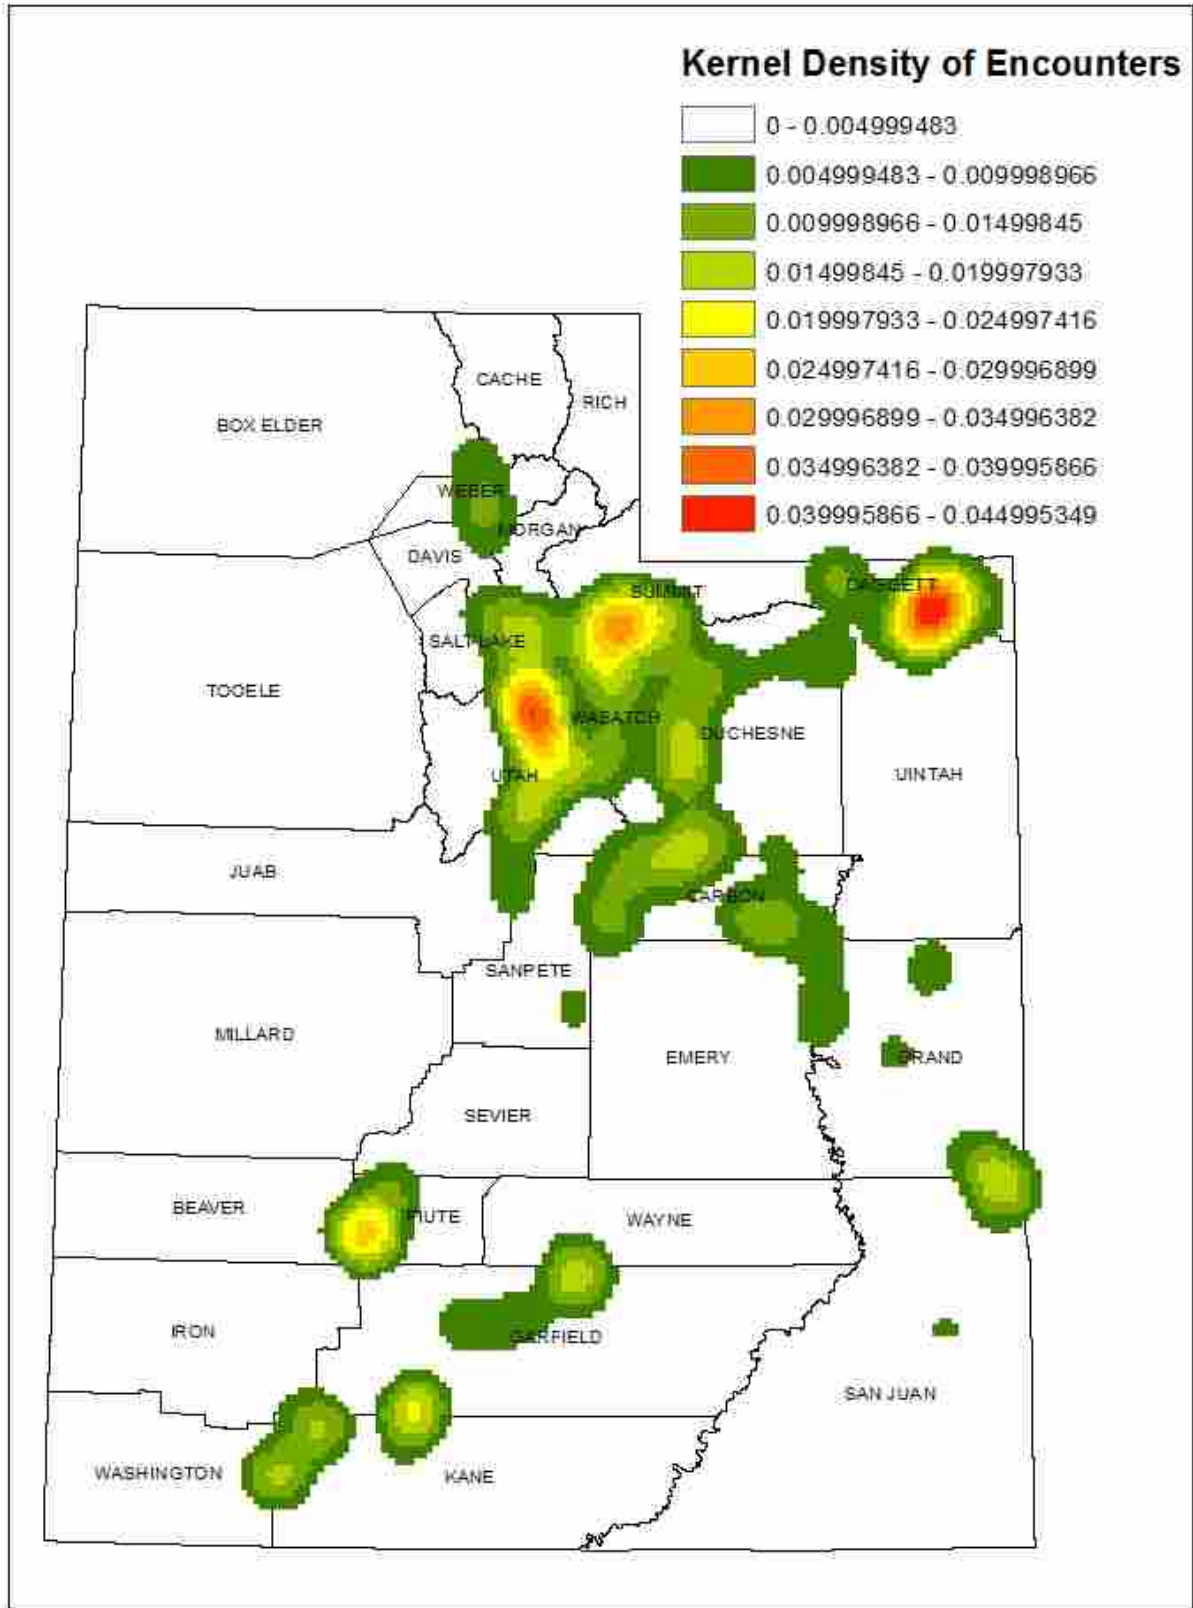 Kernel Density of Encounters
0 - 0.004999483
0.004999483 - 0.009998966
0.009998966 - 0.01499845
0.01499845 - 0.019997933
0.019997933 - 0.024997416
0.024997416 - 0.029996899
0.029996899 - 0.034996382
0.034996382 - 0.039995866
0.039995866 - 0.044995349
CACHE
RICH
BOX ELDER
WEBER
MORGAN
DAVIS
DAGGETT
SUMMIT
SALT LAKE
TOOELE
WASATCH
DUCHESNE
UTAH
UINTAH
JUAB
CARBON
SANPETE
MILLARD
EMERY
GRAND
SEVIER
BEAVER
PIUTE
WAYNE
IRON
GARFIELD
SAN JUAN
WASHINGTON
KANE